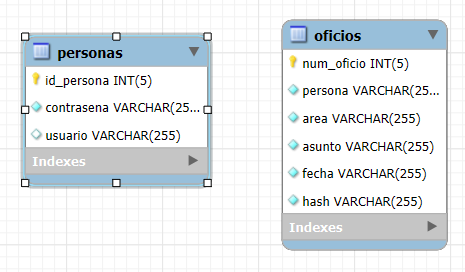 personas
id_persona INT(5)
contrasena VARCHAR(25...
usuario VARCHAR(255)
Indexes
oficios
num_oficio INT(5)
persona VARCHAR(25...
area VARCHAR(255)
asunto VARCHAR(255)
fecha VARCHAR(255)
hash VARCHAR(255)
Indexes